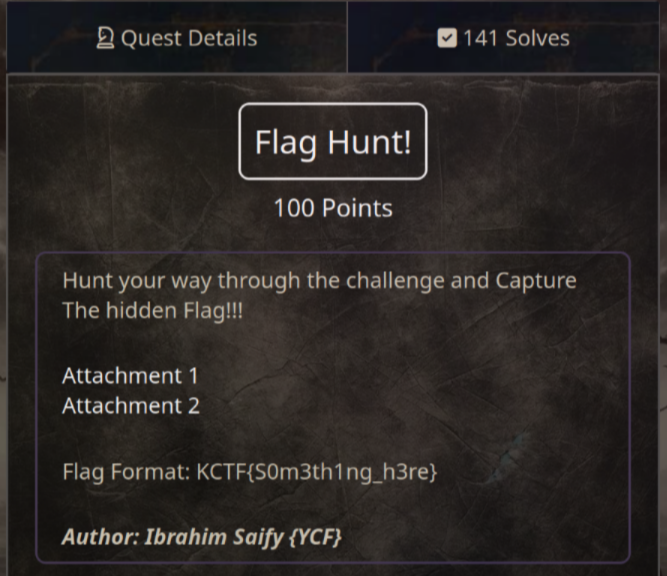 Quest Details
141 Solves
Flag Hunt!
100 Points
Hunt your way through the challenge and Capture
The hidden Flag!!!
Attachment 1
Attachment 2
Flag Format: KCTF{S0m3th1ng_h3re}
Author: Ibrahim Saify {YCF}